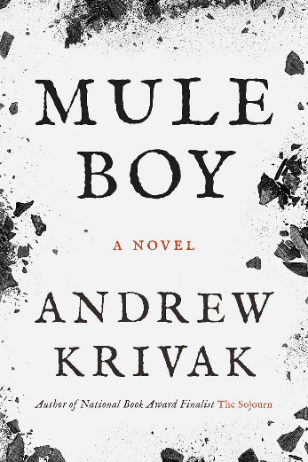 MULE
BOY
A NOVEL
ANDREW
KRIVAK
Author of National Book Award Finalist The Sojourn